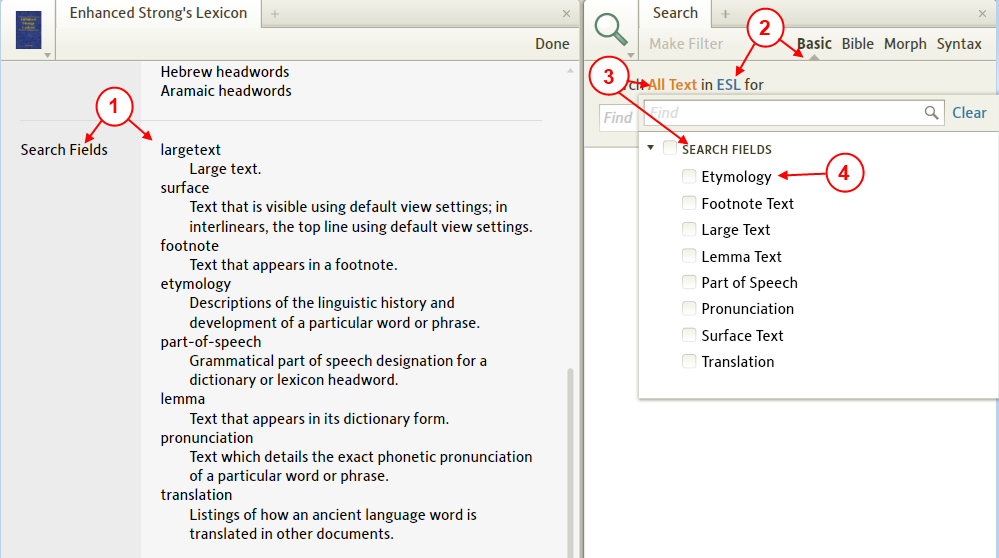 Enhanced Strong's Lexicon
Done
Hebrew headwords
Aramaic headwords
1
Search Fields
largetext
Large text.
surface
Text that is visible using default view settings; in
interlinears, the top line using default view settings.
footnote
Text that appears in a footnote.
etymology
Descriptions of the linguistic history and
development of a particular word or phrase.
part-of-speech
Grammatical part of speech designation for a
dictionary or lexicon headword.
lemma
Text that appears in its dictionary form.
pronunciation
Text which details the exact phonetic pronunciation
of a particular word or phrase.
translation
Listings of how an ancient language word is
translated in other documents.
Search
2
Make Filter
Basic Bible Morph Syntax
3
rch All Text in ESL for
Find
Find
Clear
SEARCH FIELDS
Etymology
4
Footnote Text
Large Text
Lemma Text
Part of Speech
Pronunciation
Surface Text
Translation